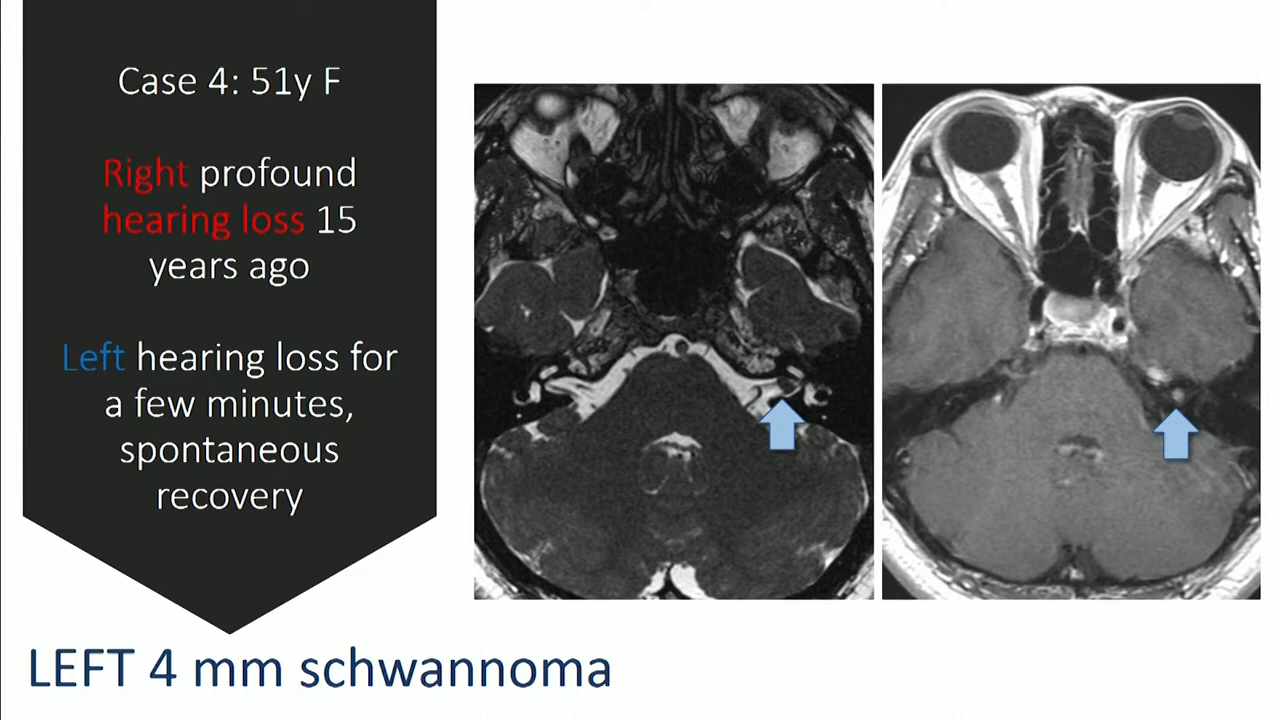 Case 4: 51y F
Right profound
hearing loss 15
years ago
Left hearing loss for
a few minutes,
spontaneous
recovery
LEFT 4 mm schwannoma